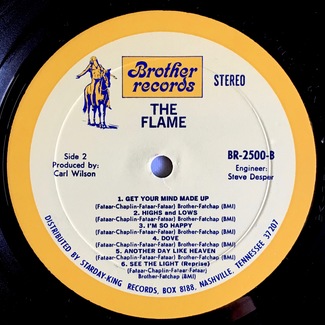 Brother
records
STEREO
THE
FLAME
Side 2
Produced by:
Carl Wilson
BR-2500-B
Engineer:
Steve Desper
1. GET YOUR MIND MADE UP
(Fataar-Chaplin-Fataar-Fataar) Brother-Fatchap (BMI)
2. HIGHS and LOWS
(Fataar-Chaplin-Fataar-Fataar) Brother-Fatchap (BMI)
3. I'M SO HAPPY
(Fataar-Chaplin-Fataar-Fataar) Brother-Fatchap (BMI)
4. DOVE
(Fataar-Chaplin-Fataar-Fataar) Brother-Fatchap (BMI)
5. ANOTHER DAY LIKE HEAVEN
(Fataar-Chaplin-Fataar-Fataar) Brother-Fatchap (BMI)
6. SEE THE LIGHT (Reprise)
(Fataar-Chaplin-Fataar-Fataar)
Brother-Fatchap (BMI)
DISTRIBUTED BY STARDAY-KING RECORDS, BOX 8188, NASHVILLE, TENNESSEE 37207